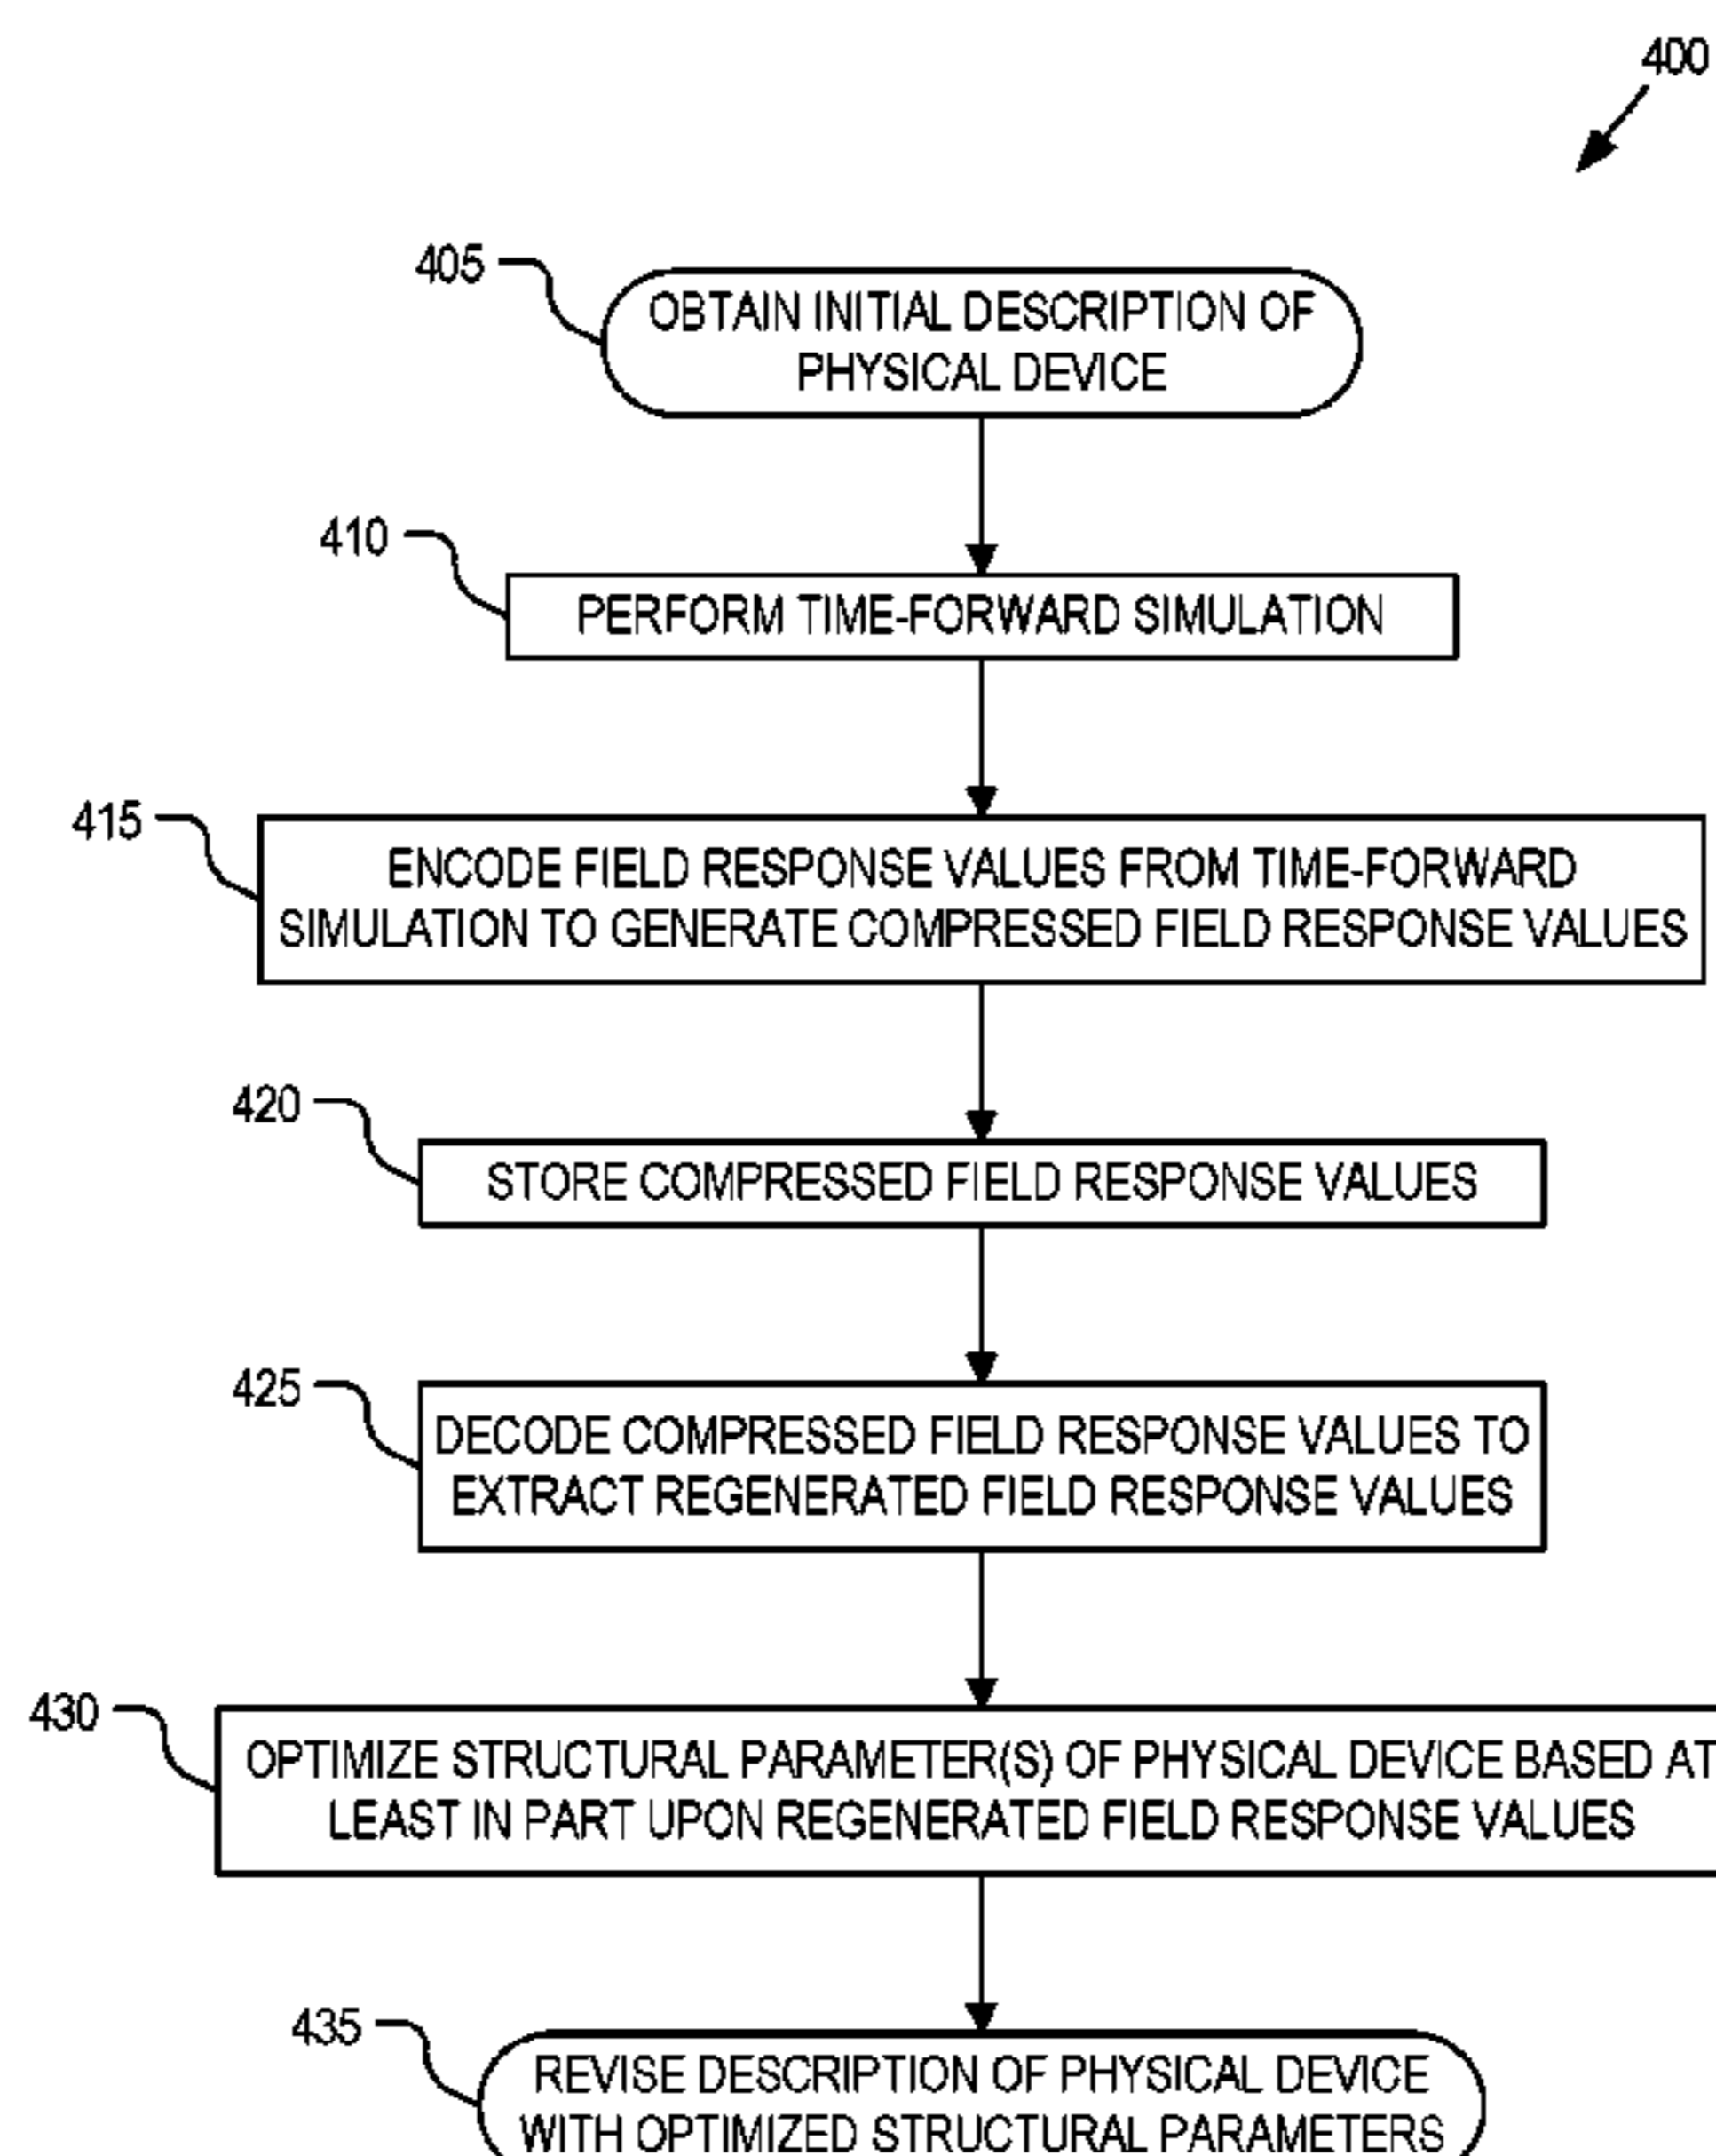 400
405
OBTAIN INITIAL DESCRIPTION OF
PHYSICAL DEVICE
410
PERFORM TIME-FORWARD SIMULATION
415
ENCODE FIELD RESPONSE VALUES FROM TIME-FORWARD
SIMULATION TO GENERATE COMPRESSED FIELD RESPONSE VALUES
420
STORE COMPRESSED FIELD RESPONSE VALUES
425
DECODE COMPRESSED FIELD RESPONSE VALUES TO
EXTRACT REGENERATED FIELD RESPONSE VALUES
430
OPTIMIZE STRUCTURAL PARAMETER(S) OF PHYSICAL DEVICE BASED AT
LEAST IN PART UPON REGENERATED FIELD RESPONSE VALUES
435
REVISE DESCRIPTION OF PHYSICAL DEVICE
WITH OPTIMIZED STRUCTURAL PARAMETERS